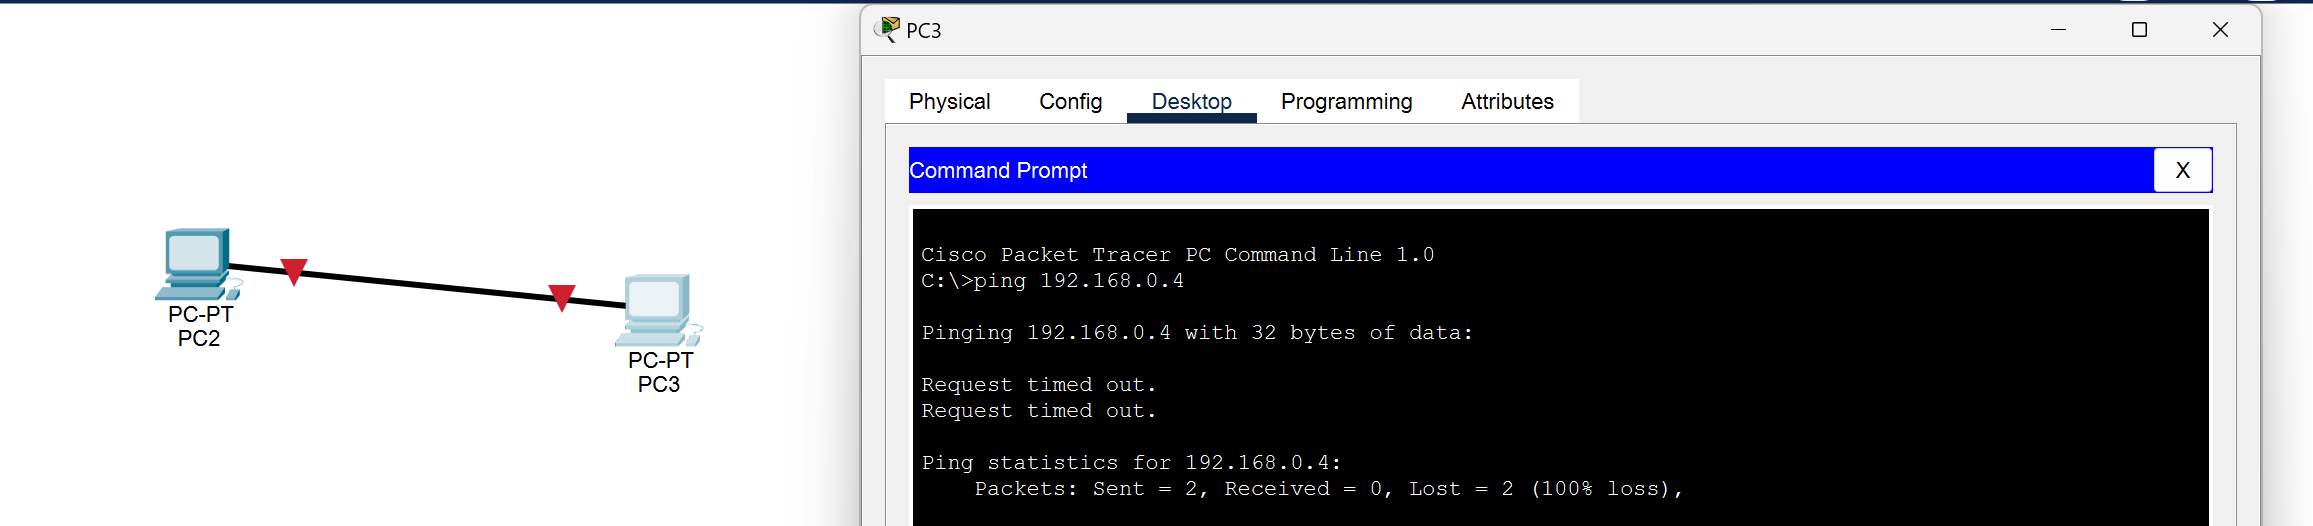 PC3
Physical Config Desktop Programming Attributes
Command Prompt X
Cisco Packet Tracer PC Command Line 1.0
C:\>ping 192.168.0.4
Pinging 192.168.0.4 with 32 bytes of data:
Request timed out.
Request timed out.
Ping statistics for 192.168.0.4:
Packets: Sent = 2, Received = 0, Lost = 2 (100% loss),
PC-PT
PC2
PC-PT
PC3